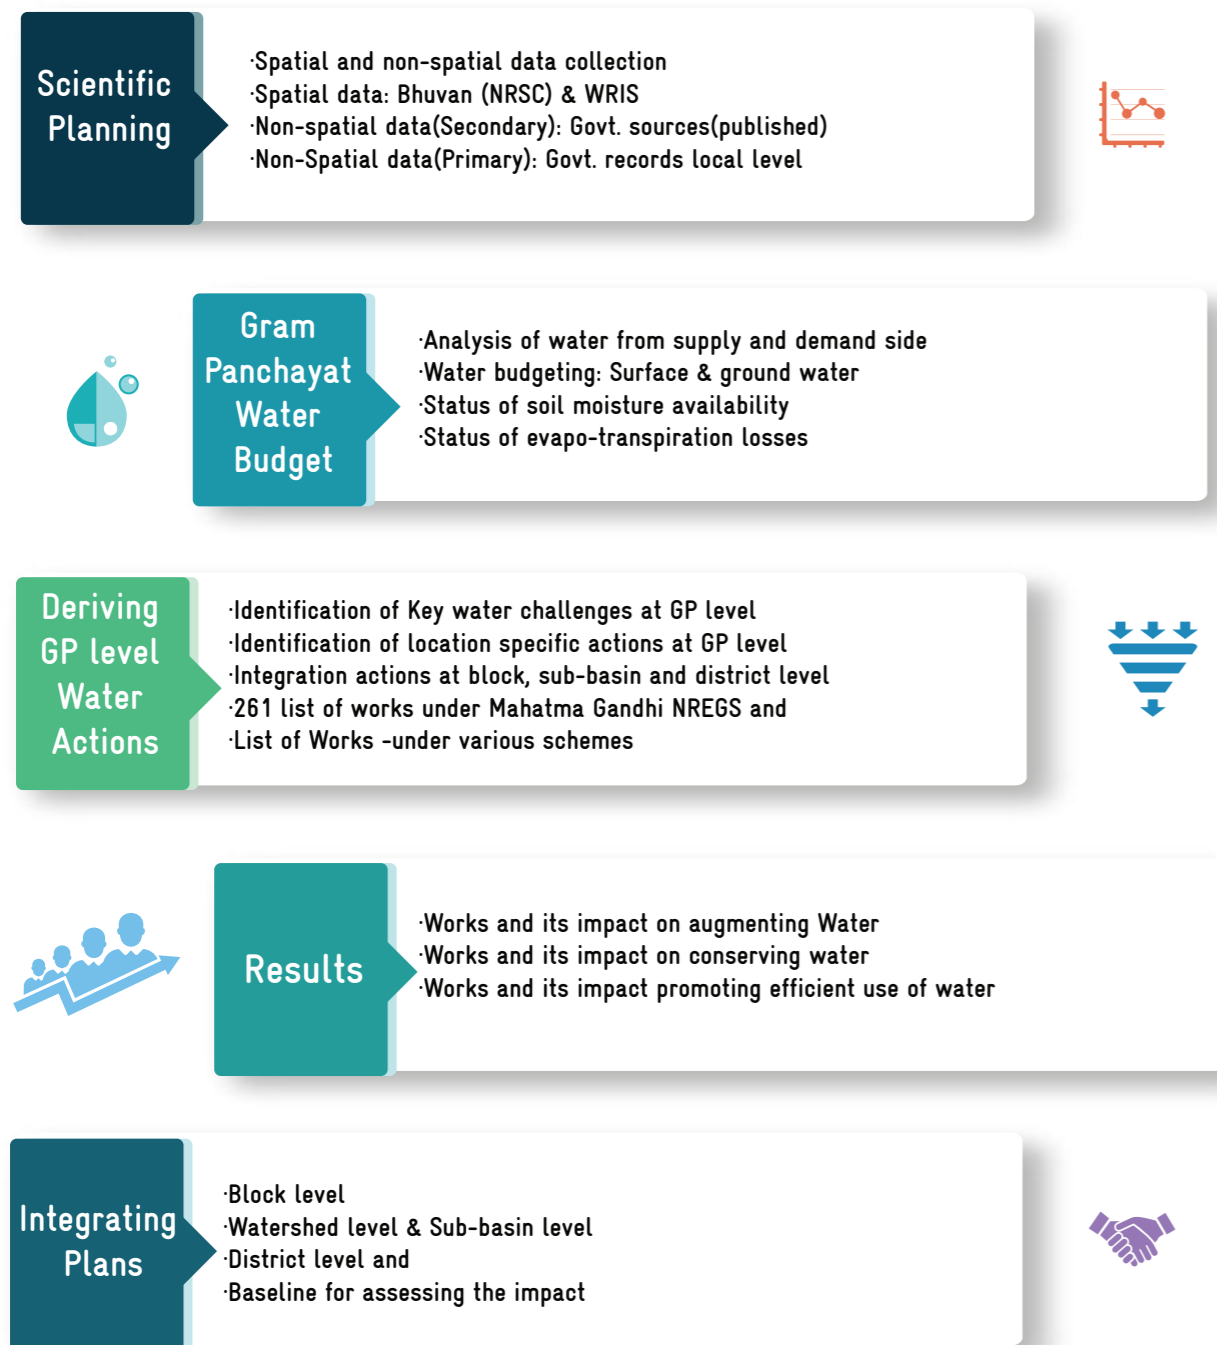 Scientific
Planning
·Spatial and non-spatial data collection
·Spatial data: Bhuvan (NRSC) & WRIS
·Non-spatial data(Secondary): Govt. sources(published)
·Non-Spatial data(Primary): Govt. records local level
Gram
Panchayat
Water
Budget
·Analysis of water from supply and demand side
·Water budgeting: Surface & ground water
·Status of soil moisture availability
·Status of evapo-transpiration losses
Deriving
GP level
Water
Actions
·Identification of Key water challenges at GP level
·Identification of location specific actions at GP level
·Integration actions at block, sub-basin and district level
·261 list of works under Mahatma Gandhi NREGS and
·List of Works -under various schemes
Results
·Works and its impact on augmenting Water
·Works and its impact on conserving water
·Works and its impact promoting efficient use of water
Integrating
Plans
·Block level
·Watershed level & Sub-basin level
·District level and
·Baseline for assessing the impact